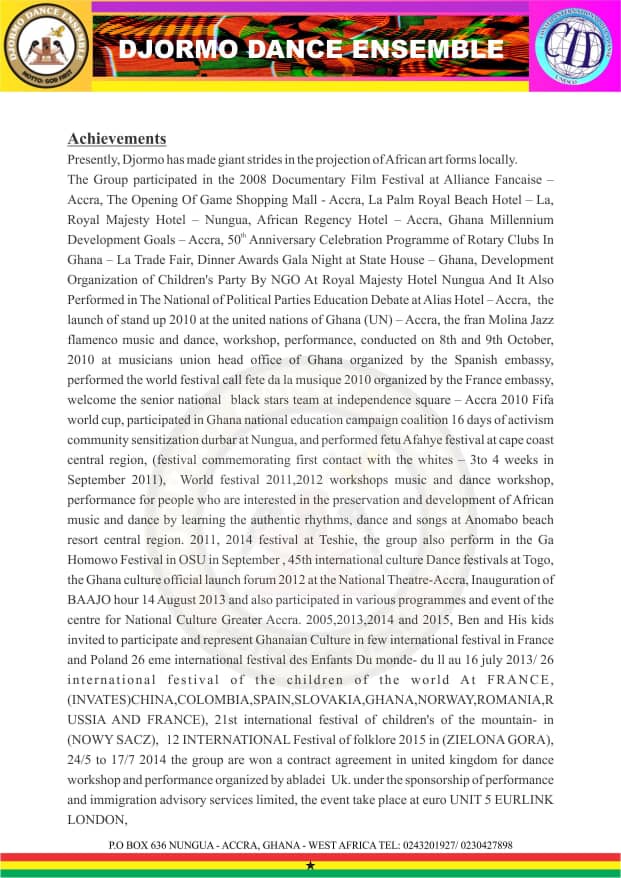 DJORMO DANCE ENSEMBLE
MOTTO: GOD FIRST
DJORMO DANCE ENSEMBLE
CID
UNESCO
Achievements
Presently, Djormo has made giant strides in the projection of African art forms locally.
The Group participated in the 2008 Documentary Film Festival at Alliance Fancaise –
Accra, The Opening Of Game Shopping Mall - Accra, La Palm Royal Beach Hotel – La,
Royal Majesty Hotel – Nungua, African Regency Hotel – Accra, Ghana Millennium
Development Goals – Accra, 50th Anniversary Celebration Programme of Rotary Clubs In
Ghana – La Trade Fair, Dinner Awards Gala Night at State House – Ghana, Development
Organization of Children's Party By NGO At Royal Majesty Hotel Nungua And It Also
Performed in The National of Political Parties Education Debate at Alias Hotel – Accra, the
launch of stand up 2010 at the united nations of Ghana (UN) – Accra, the fran Molina Jazz
flamenco music and dance, workshop, performance, conducted on 8th and 9th October,
2010 at musicians union head office of Ghana organized by the Spanish embassy,
performed the world festival call fete da la musique 2010 organized by the France embassy,
welcome the senior national black stars team at independence square – Accra 2010 Fifa
world cup, participated in Ghana national education campaign coalition 16 days of activism
community sensitization durbar at Nungua, and performed fetu Afahye festival at cape coast
central region, (festival commemorating first contact with the whites – 3to 4 weeks in
September 2011), World festival 2011,2012 workshops music and dance workshop,
performance for people who are interested in the preservation and development of African
music and dance by learning the authentic rhythms, dance and songs at Anomabo beach
resort central region. 2011, 2014 festival at Teshie, the group also perform in the Ga
Homowo Festival in OSU in September , 45th international culture Dance festivals at Togo,
the Ghana culture official launch forum 2012 at the National Theatre-Accra, Inauguration of
BAAJO hour 14 August 2013 and also participated in various programmes and event of the
centre for National Culture Greater Accra. 2005,2013,2014 and 2015, Ben and His kids
invited to participate and represent Ghanaian Culture in few international festival in France
and Poland 26 eme international festival des Enfants Du monde- du ll au 16 july 2013/ 26
international festival of the children of the world At FRANCE,
(INVATES)CHINA,COLOMBIA,SPAIN,SLOVAKIA,GHANA,NORWAY,ROMANIA,R
USSIA AND FRANCE), 21st international festival of children's of the mountain- in
(NOWY SACZ), 12 INTERNATIONAL Festival of folklore 2015 in (ZIELONA GORA),
24/5 to 17/7 2014 the group are won a contract agreement in united kingdom for dance
workshop and performance organized by abladei Uk. under the sponsorship of performance
and immigration advisory services limited, the event take place at euro UNIT 5 EURLINK
LONDON,
P.O BOX 636 NUNGUA - ACCRA, GHANA - WEST AFRICA TEL: 0243201927/ 0230427898